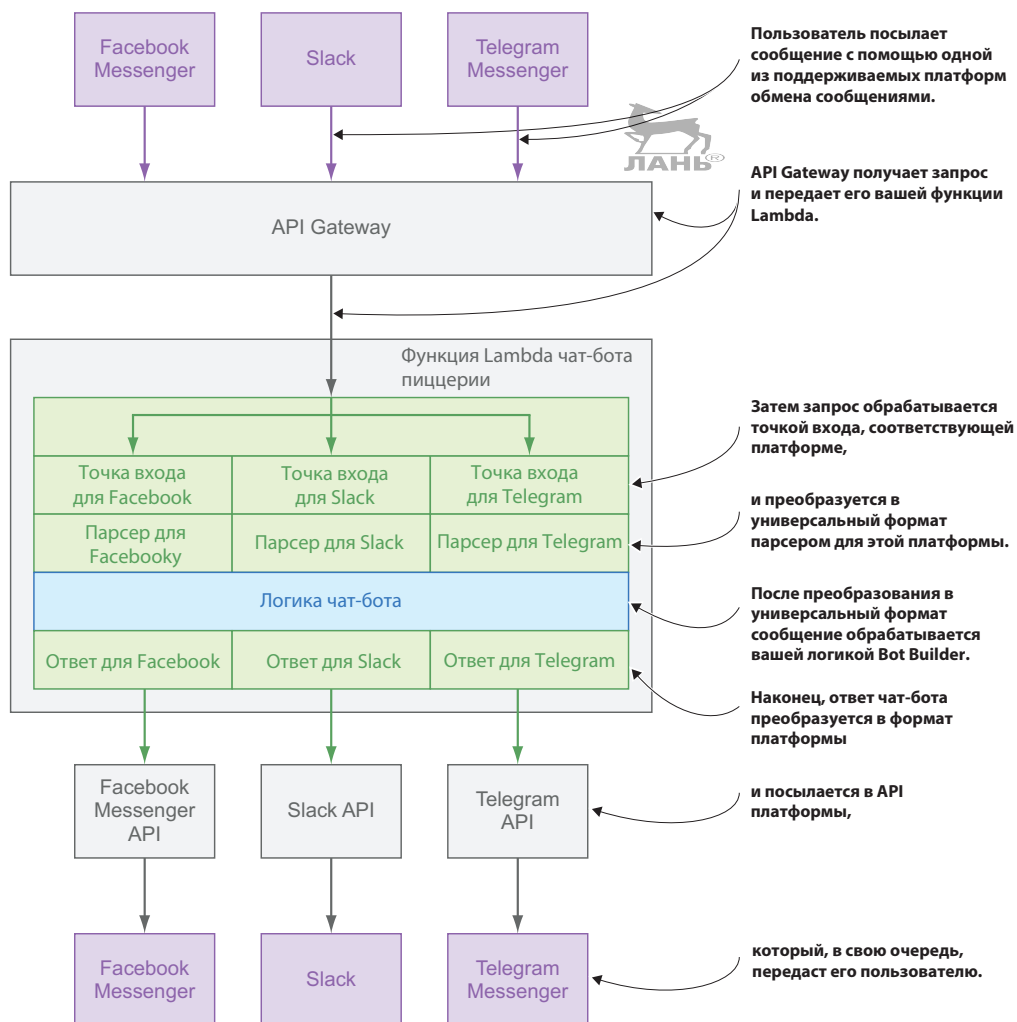 Facebook
Messenger
Slack
Telegram
Messenger
Пользователь посылает
сообщение с помощью одной
из поддерживаемых платформ
обмена сообщениями.
ЛАНЬ®
API Gateway
API Gateway получает запрос
и передает его вашей функции
Lambda.
Функция Lambda чат-бота
пиццерии
Точка входа
для Facebook
Точка входа
для Slack
Точка входа
для Telegram
Затем запрос обрабатывается
точкой входа, соответствующей
платформе,
Парсер для
Facebooky
Парсер для Slack
Парсер для Telegram
и преобразуется в
универсальный формат
парсером для этой платформы.
Логика чат-бота
После преобразования в
универсальный формат
сообщение обрабатывается
вашей логикой Bot Builder.
Ответ для Facebook
Ответ для Slack
Ответ для Telegram
Наконец, ответ чат-бота
преобразуется в формат
платформы
Facebook
Messenger
API
Slack API
Telegram
API
и посылается в API
платформы,
Facebook
Messenger
Slack
Telegram
Messenger
который, в свою очередь,
передаст его пользователю.